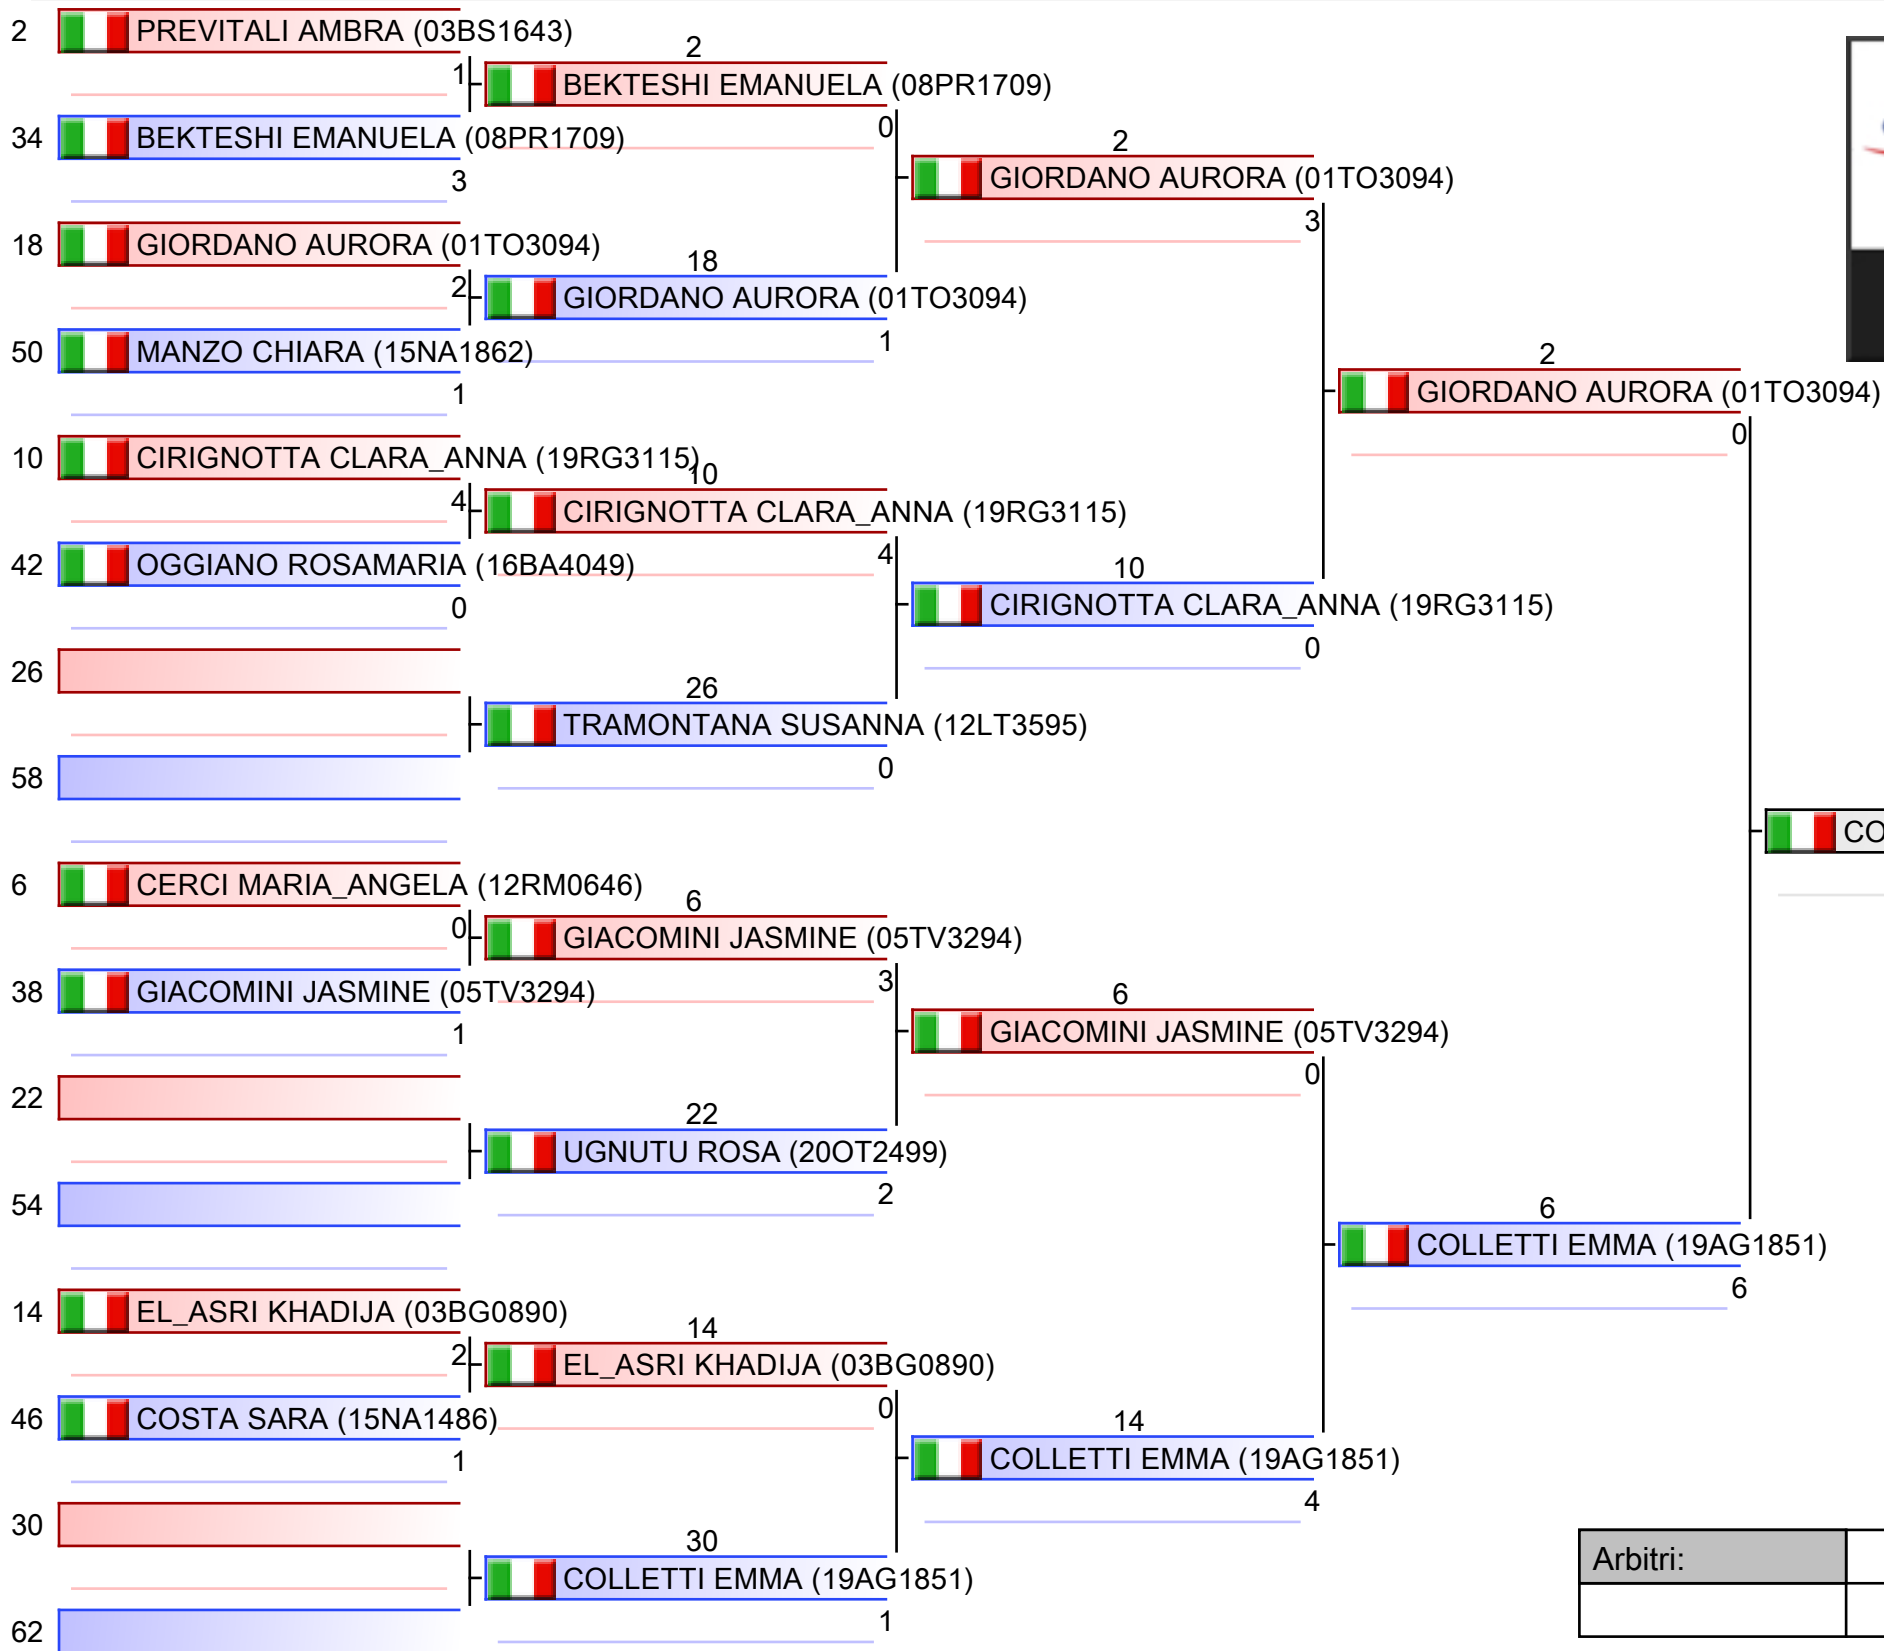 2 PREVITALI AMBRA (03BS1643)
1
34 BEKTESHI EMANUELA (08PR1709)
3
18 GIORDANO AURORA (01TO3094)
2
50 MANZO CHIARA (15NA1862)
1
10 CIRIGNOTTA CLARA_ANNA (19RG3115)
4
42 OGGIANO ROSAMARIA (16BA4049)
0
26
58
6 CERCI MARIA_ANGELA (12RM0646)
0
38 GIACOMINI JASMINE (05TV3294)
1
22
54
14 EL_ASRI KHADIJA (03BG0890)
2
46 COSTA SARA (15NA1486)
1
30
62
2
BEKTESHI EMANUELA (08PR1709)
0
18
GIORDANO AURORA (01TO3094)
1
10
CIRIGNOTTA CLARA_ANNA (19RG3115)
4
26
TRAMONTANA SUSANNA (12LT3595)
0
6
GIACOMINI JASMINE (05TV3294)
3
22
UGNUTU ROSA (20OT2499)
2
14
EL_ASRI KHADIJA (03BG0890)
0
30
COLLETTI EMMA (19AG1851)
1
2
GIORDANO AURORA (01TO3094)
3
10
CIRIGNOTTA CLARA_ANNA (19RG3115)
0
6
GIACOMINI JASMINE (05TV3294)
0
14
COLLETTI EMMA (19AG1851)
4
2
GIORDANO AURORA (01TO3094)
0
6
COLLETTI EMMA (19AG1851)
6
CO
Arbitri: